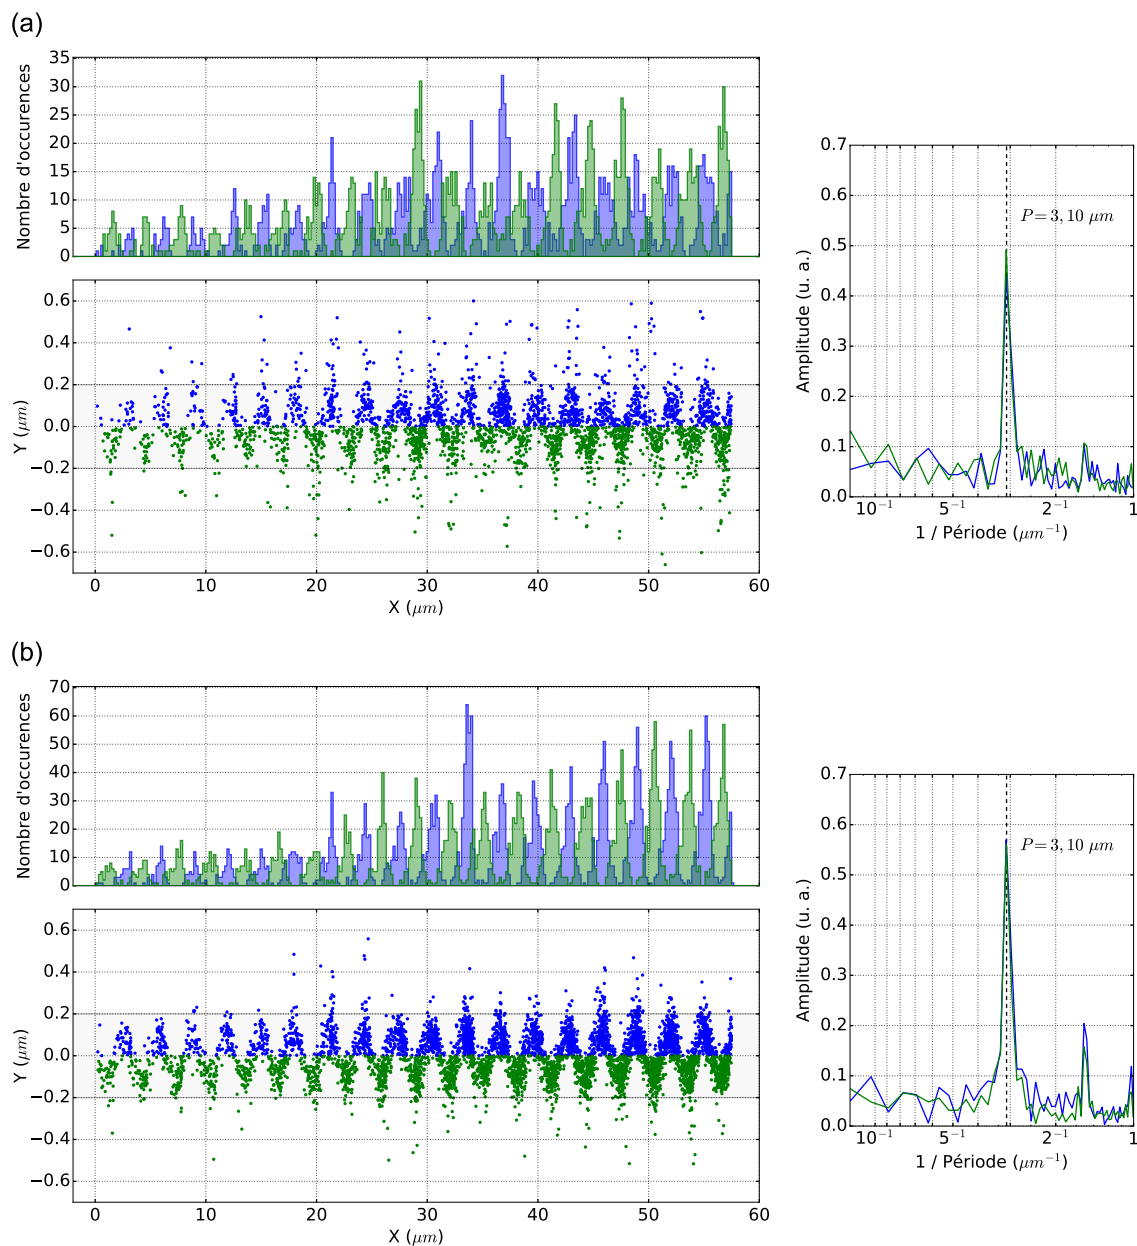 (a)
35
30
25
20
15
10
5
0
Nombre d'occurences
0.6
0.4
0.2
0.0
−0.2
−0.4
−0.6
Y (μm)
0 10 20 30 40 50 60
X (μm)
0.7
0.6
0.5
0.4
0.3
0.2
0.1
0.0
Amplitude (u. a.)
P = 3, 10 μm
10⁻¹ 5⁻¹ 2⁻¹ 1
1 / Période (μm⁻¹)
(b)
70
60
50
40
30
20
10
0
Nombre d'occurences
0.6
0.4
0.2
0.0
−0.2
−0.4
−0.6
Y (μm)
0 10 20 30 40 50 60
X (μm)
0.7
0.6
0.5
0.4
0.3
0.2
0.1
0.0
Amplitude (u. a.)
P = 3, 10 μm
10⁻¹ 5⁻¹ 2⁻¹ 1
1 / Période (μm⁻¹)